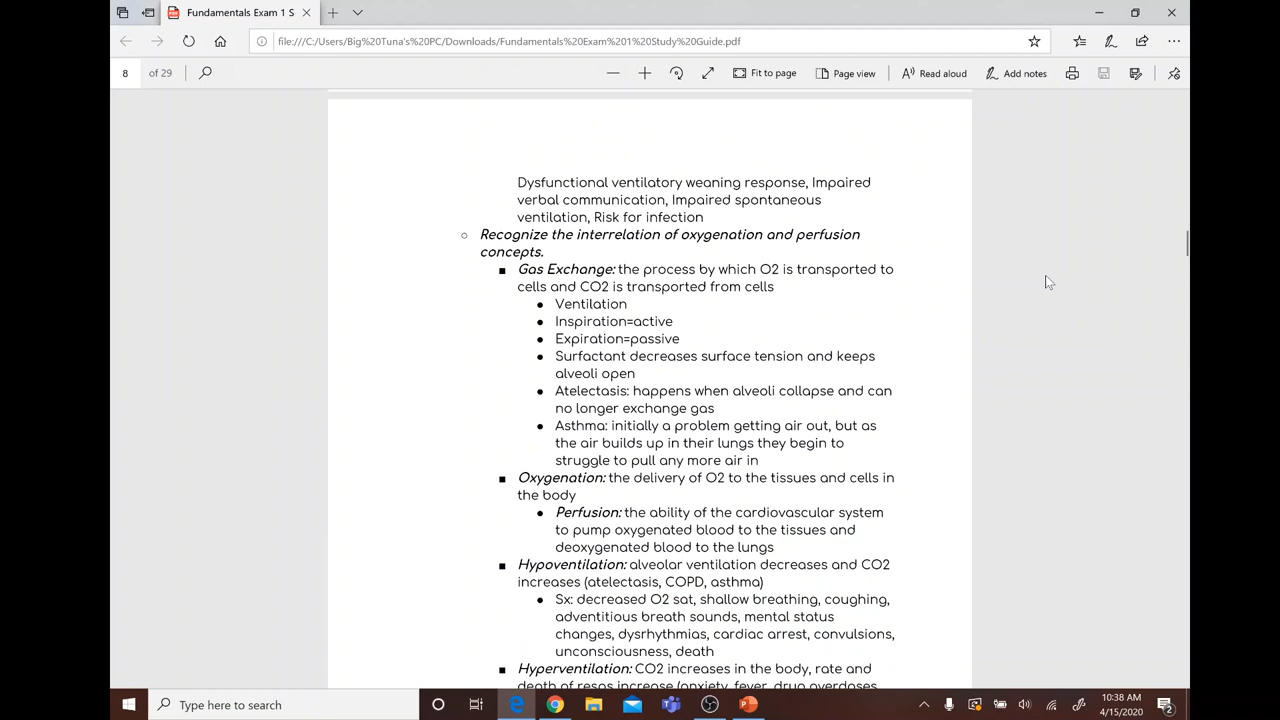 Fundamentals Exam 1 S
file:///C:/Users/Big%20Tuna's%20PC/Downloads/Fundamentals%20Exam%201%20Study%20Guide.pdf
8 of 29 Fit to page Page view Read aloud Add notes
Dysfunctional ventilatory weaning response, Impaired
verbal communication, Impaired spontaneous
ventilation, Risk for infection
○ Recognize the interrelation of oxygenation and perfusion
concepts.
■ Gas Exchange: the process by which O2 is transported to
cells and CO2 is transported from cells
● Ventilation
● Inspiration=active
● Expiration=passive
● Surfactant decreases surface tension and keeps
alveoli open
● Atelectasis: happens when alveoli collapse and can
no longer exchange gas
● Asthma: initially a problem getting air out, but as
the air builds up in their lungs they begin to
struggle to pull any more air in
■ Oxygenation: the delivery of O2 to the tissues and cells in
the body
● Perfusion: the ability of the cardiovascular system
to pump oxygenated blood to the tissues and
deoxygenated blood to the lungs
■ Hypoventilation: alveolar ventilation decreases and CO2
increases (atelectasis, COPD, asthma)
● Sx: decreased O2 sat, shallow breathing, coughing,
adventitious breath sounds, mental status
changes, dysrhythmias, cardiac arrest, convulsions,
unconsciousness, death
■ Hyperventilation: CO2 increases in the body, rate and
depth of resps increase (anxiety, fever, drug overdoses,
Type here to search
10:38 AM
4/15/2020
2